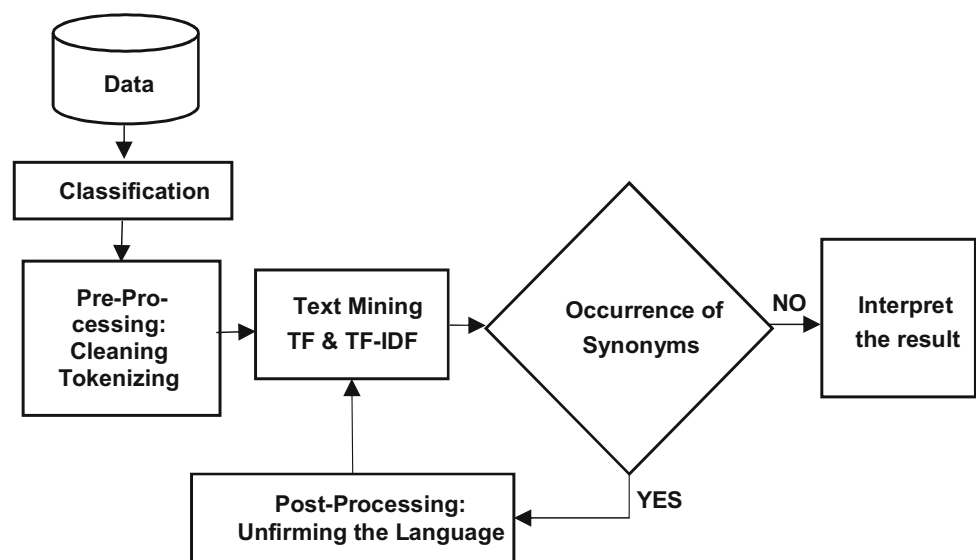 Data
Classification
Pre-Pro-
cessing:
Cleaning
Tokenizing
Text Mining
TF & TF-IDF
Occurrence of
Synonyms
NO
Interpret
the result
YES
Post-Processing:
Unfirming the Language